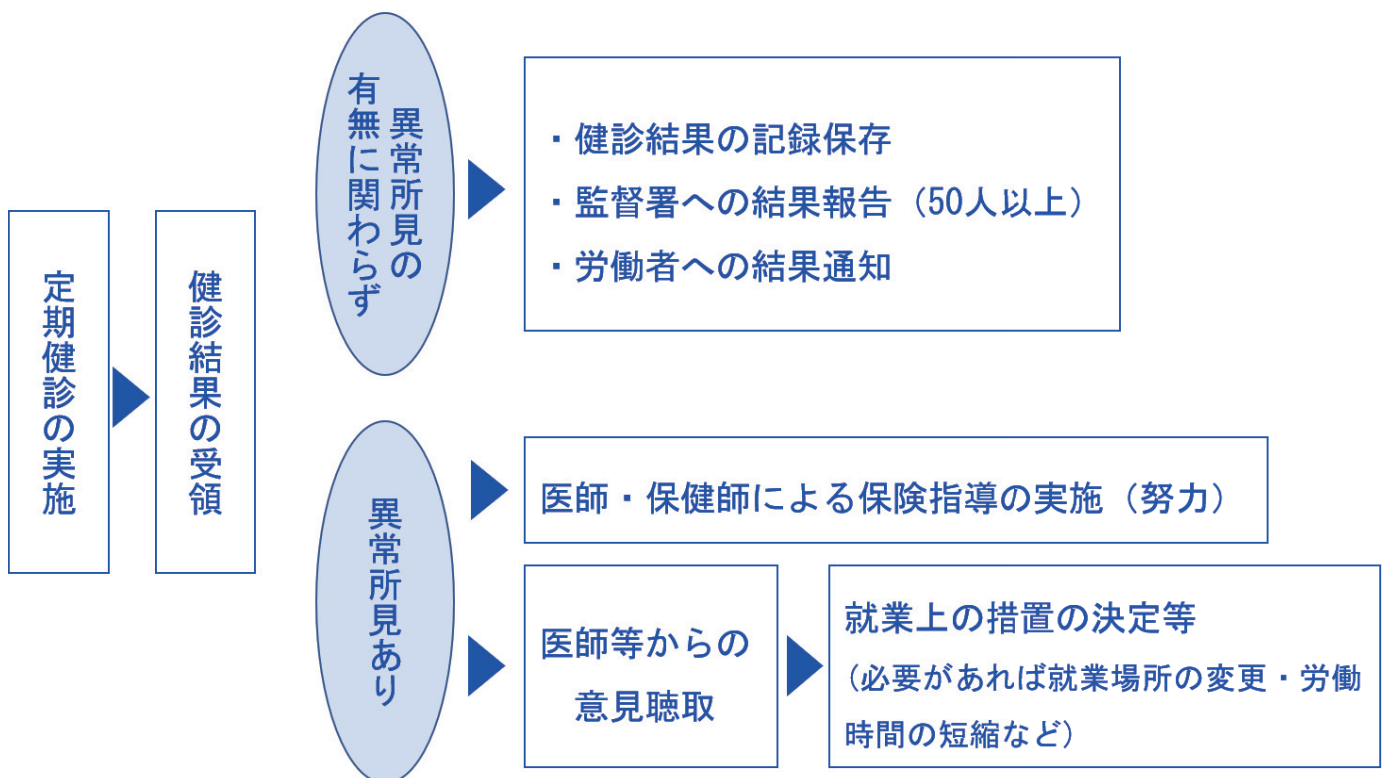 定期健診の実施
健診結果の受領
異常所見の
有無に関わらず
・健診結果の記録保存
・監督署への結果報告（50人以上）
・労働者への結果通知
異常所見あり
医師・保健師による保険指導の実施（努力）
医師等からの
意見聴取
就業上の措置の決定等
（必要があれば就業場所の変更・労働
時間の短縮など）